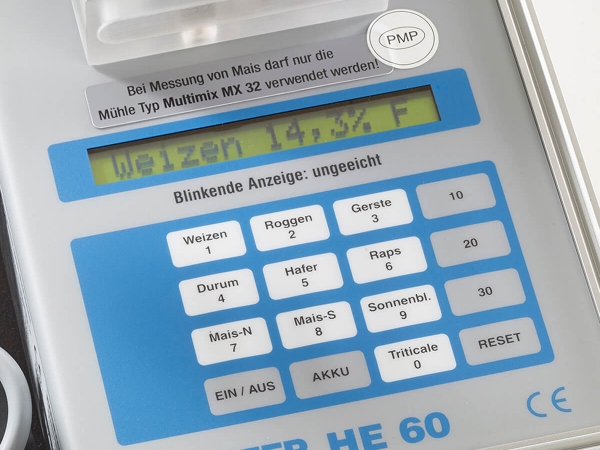 PMP
Bei Messung von Mais darf nur die
Mühle Typ Multimix MX 32 verwendet werden!
Weizen 14,3% F
Blinkende Anzeige: ungeeicht
Weizen
1
Roggen
2
Gerste
3
10
Durum
4
Hafer
5
Raps
6
20
Mais-N
7
Mais-S
8
Sonnenbl.
9
30
EIN / AUS
AKKU
Triticale
0
RESET
HE 60
CE